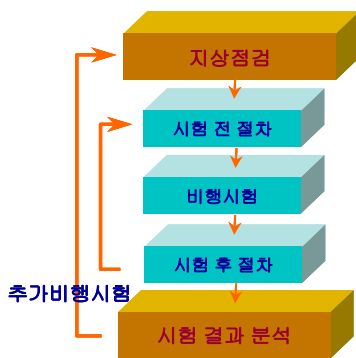 지상점검
시험 전 절차
비행시험
시험 후 절차
추가비행시험
시험 결과 분석